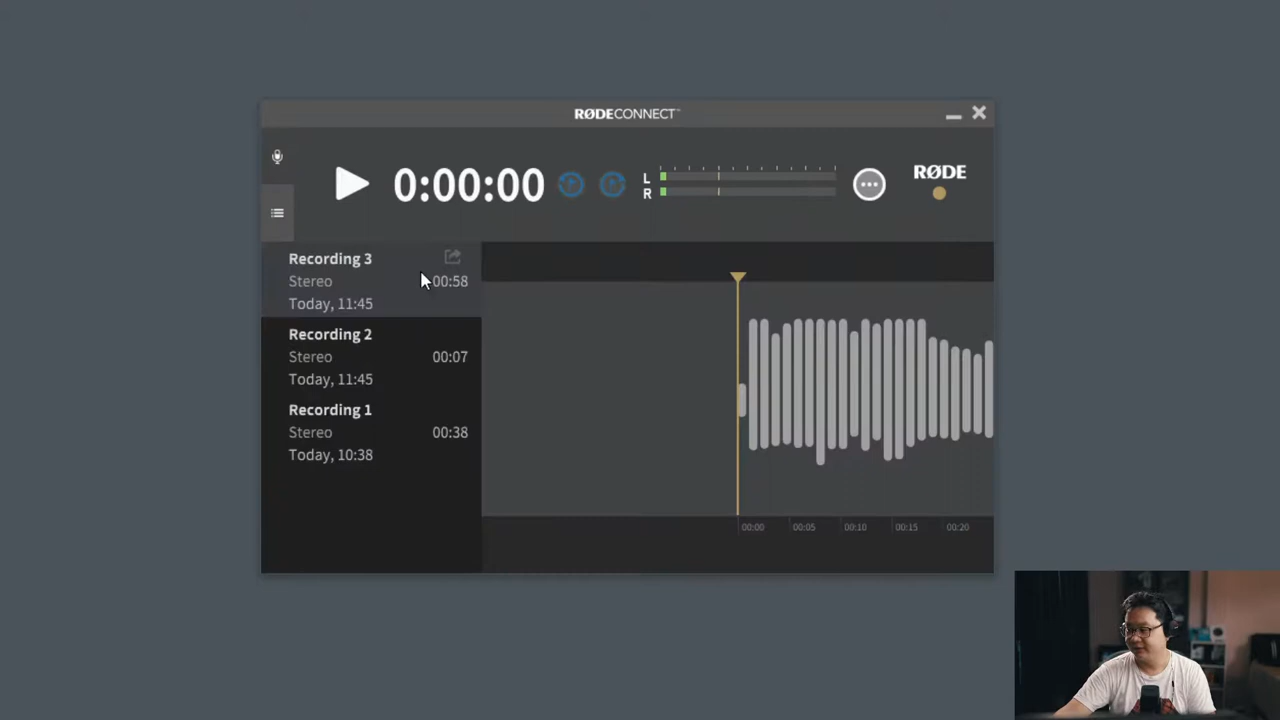 RØDECONNECT™
0:00:00
L
R
RØDE
Recording 3
Stereo 00:58
Today, 11:45
Recording 2
Stereo 00:07
Today, 11:45
Recording 1
Stereo 00:38
Today, 10:38
00:00 00:05 00:10 00:15 00:20